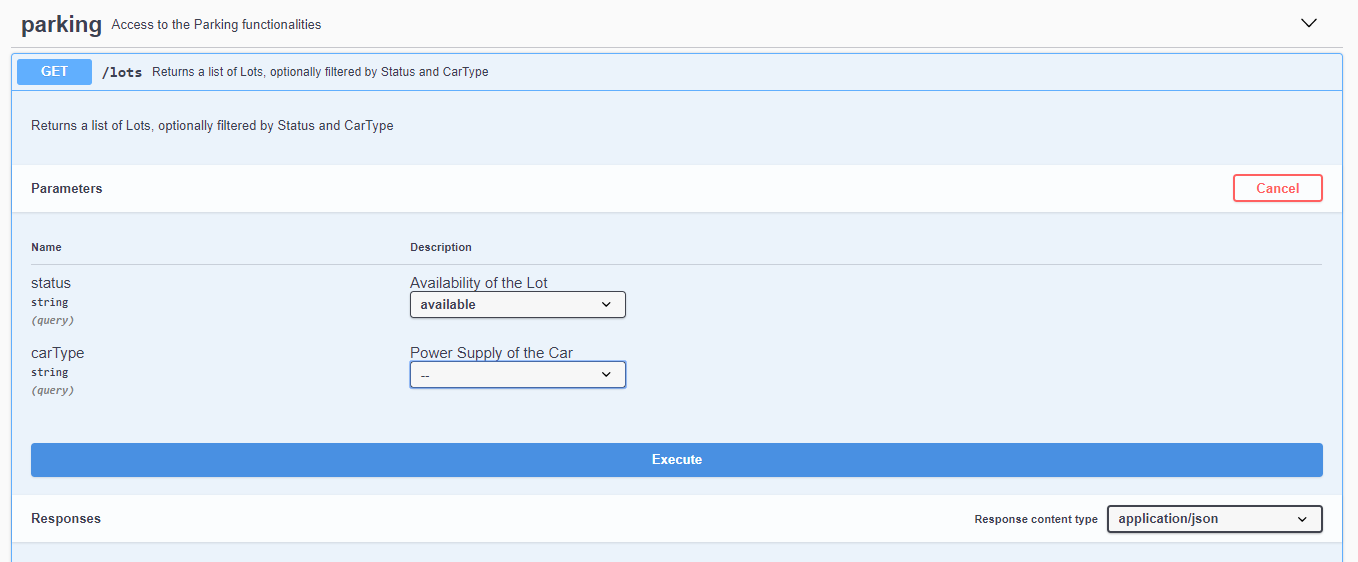 parking Access to the Parking functionalities
GET /lots Returns a list of Lots, optionally filtered by Status and CarType
Returns a list of Lots, optionally filtered by Status and CarType
Parameters Cancel
Name Description
status Availability of the Lot
string available
(query)
carType Power Supply of the Car
string --
(query)
Execute
Responses Response content type application/json